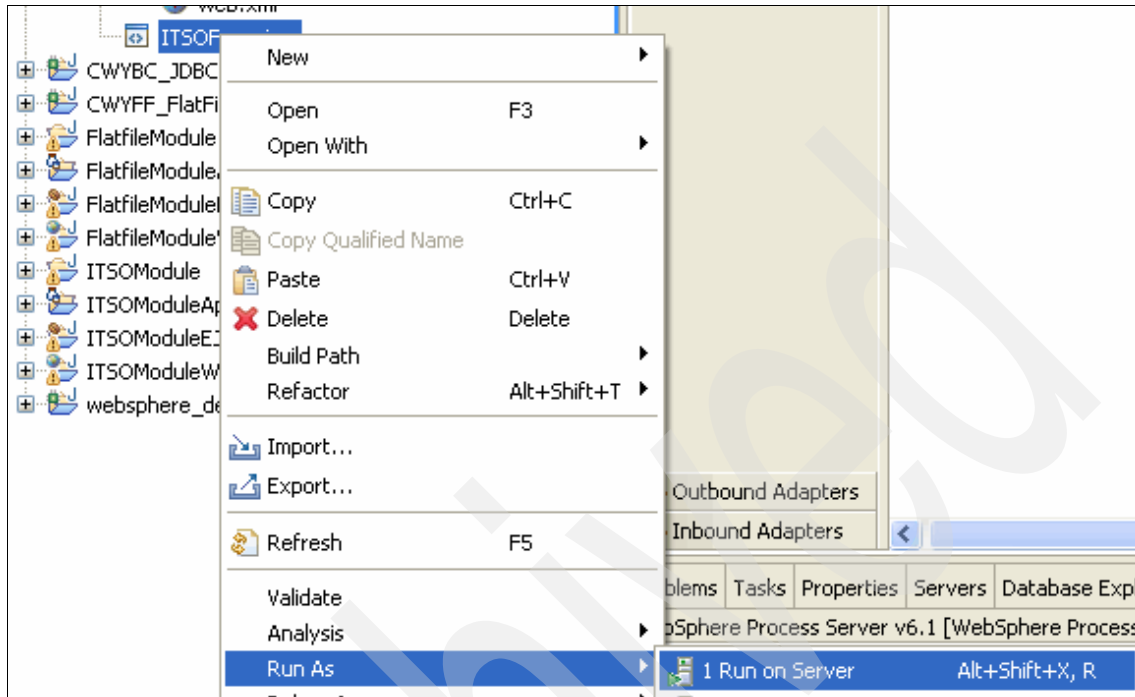 web.xml
ITSOF
CWYBC_JDBC
CWYFF_FlatFi
FlatfileModule
FlatfileModule
FlatfileModule
FlatfileModule
ITSOModule
ITSOModuleAp
ITSOModuleEJ
ITSOModuleW
websphere_de
New
Open F3
Open With
Copy Ctrl+C
Copy Qualified Name
Paste Ctrl+V
Delete Delete
Build Path
Refactor Alt+Shift+T
Import...
Export...
Refresh F5
Validate
Analysis
Run As
1 Run on Server Alt+Shift+X, R
Outbound Adapters
Inbound Adapters
blems Tasks Properties Servers Database Exp
Sphere Process Server v6.1 [WebSphere Process